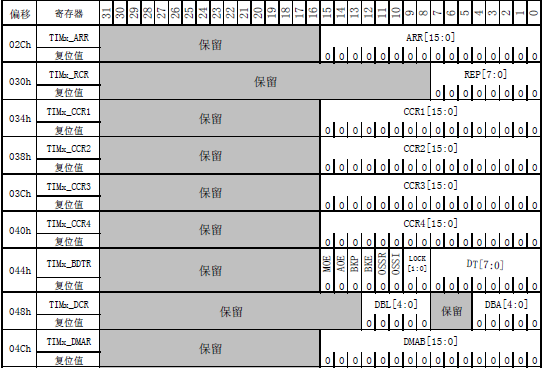 偏移 寄存器 31 30 29 28 27 26 25 24 23 22 21 20 19 18 17 16 15 14 13 12 11 10 9 8 7 6 5 4 3 2 1 0
02Ch TIMx_ARR 保留 ARR[15:0]
复位值 0 0 0 0 0 0 0 0 0 0 0 0 0 0 0 0
030h TIMx_RCR 保留 REP[7:0]
复位值 0 0 0 0 0 0 0 0
034h TIMx_CCR1 保留 CCR1[15:0]
复位值 0 0 0 0 0 0 0 0 0 0 0 0 0 0 0 0
038h TIMx_CCR2 保留 CCR2[15:0]
复位值 0 0 0 0 0 0 0 0 0 0 0 0 0 0 0 0
03Ch TIMx_CCR3 保留 CCR3[15:0]
复位值 0 0 0 0 0 0 0 0 0 0 0 0 0 0 0 0
040h TIMx_CCR4 保留 CCR4[15:0]
复位值 0 0 0 0 0 0 0 0 0 0 0 0 0 0 0 0
044h TIMx_BDTR 保留 MOE AOE BKP BKE OSSR OSSI LOCK [1:0] DT[7:0]
复位值 0 0 0 0 0 0 0 0 0 0 0 0 0 0 0 0
048h TIMx_DCR 保留 DBL[4:0] 保留 DBA[4:0]
复位值 0 0 0 0 0 0 0 0 0 0
04Ch TIMx_DMAR 保留 DMAB[15:0]
复位值 0 0 0 0 0 0 0 0 0 0 0 0 0 0 0 0